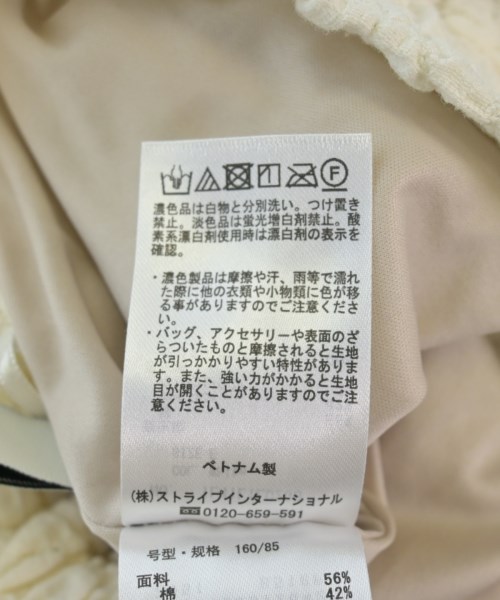 濃色品は白物と分別洗い。つけ置き
禁止。淡色品は蛍光増白剤禁止。酸
素系漂白剤使用時は漂白剤の表示を
確認。
・濃色製品は摩擦や汗、雨等で濡れ
た際に他の衣類や小物類に色が移
る事がありますのでご注意くださ
い。
・バッグ、アクセサリーや表面のざ
らついたものと摩擦されると生地
が引っかかりやすい特性がありま
す。また、強い力がかかると生地
目が開くことがありますのでご注
意ください。
ベトナム製
(株)ストライプインターナショナル
0120-659-591
号型・规格 160/85
面料 56%
棉 42%